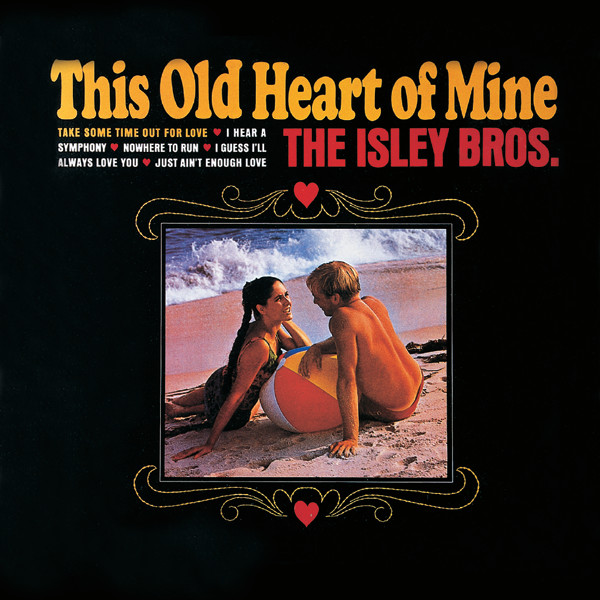 This Old Heart of Mine
TAKE SOME TIME OUT FOR LOVE ♥ I HEAR A
SYMPHONY ♥ NOWHERE TO RUN ♥ I GUESS I'LL
ALWAYS LOVE YOU ♥ JUST AIN'T ENOUGH LOVE
THE ISLEY BROS.